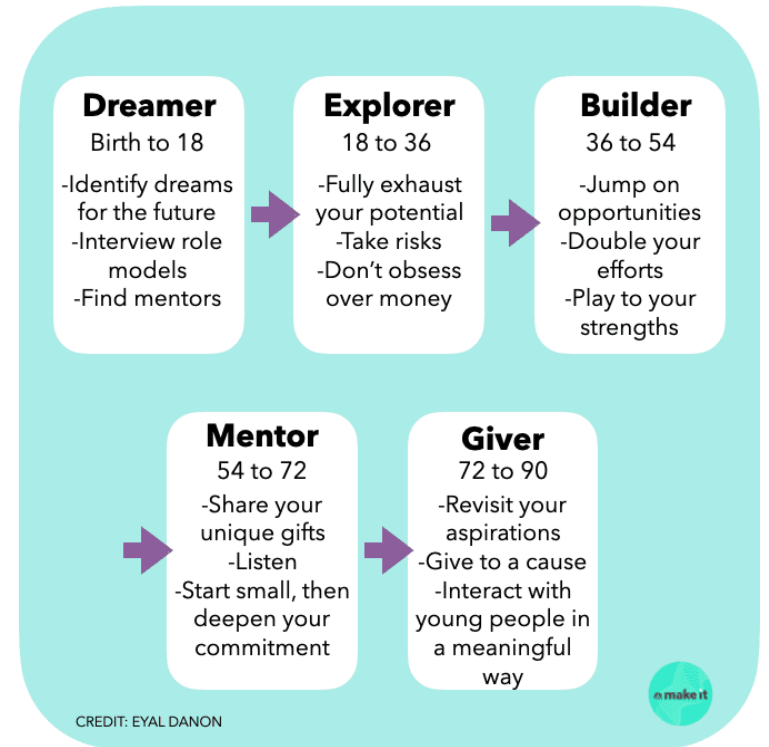 Dreamer
Birth to 18
-Identify dreams
for the future
-Interview role
models
-Find mentors
Explorer
18 to 36
-Fully exhaust
your potential
-Take risks
-Don’t obsess
over money
Builder
36 to 54
-Jump on
opportunities
-Double your
efforts
-Play to your
strengths
Mentor
54 to 72
-Share your
unique gifts
-Listen
-Start small, then
deepen your
commitment
Giver
72 to 90
-Revisit your
aspirations
-Give to a cause
-Interact with
young people in
a meaningful
way
CREDIT: EYAL DANON
make it